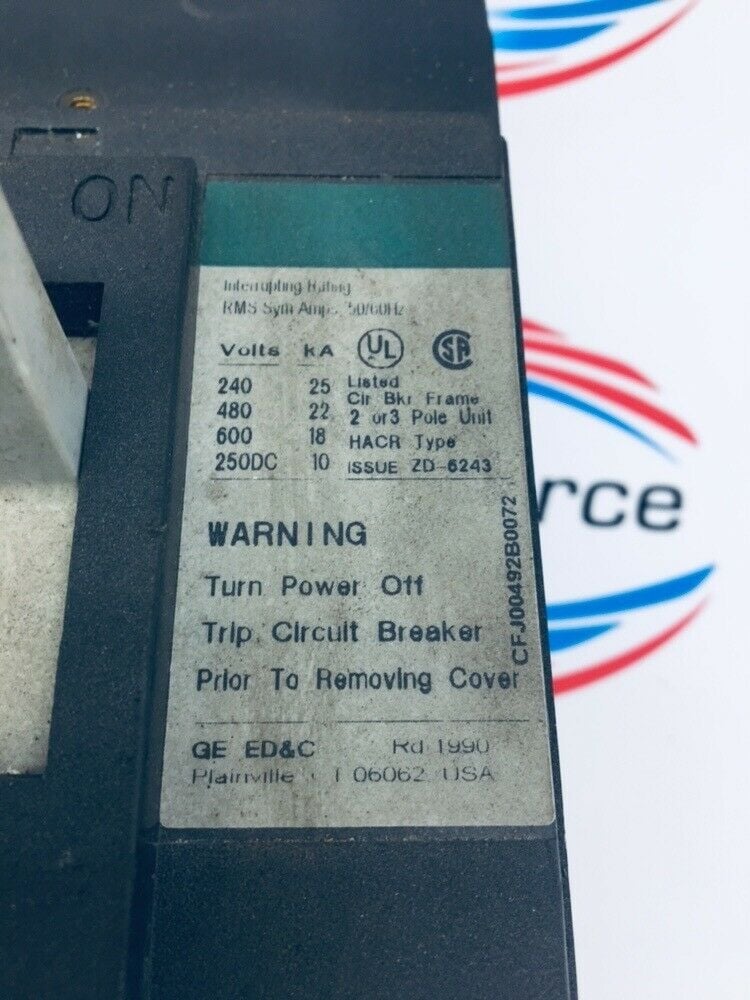 ON
Interrupting Rating
RMS Sym Amps 50/60Hz
Volts kA UL SA
240 25 Listed
480 22 Cir Bkr Frame
600 18 2 or 3 Pole Unit
250DC 10 HACR Type
ISSUE ZD-6243
WARNING
Turn Power Off
Trip Circuit Breaker
Prior To Removing Cover
CFJ00492B0072
GE ED&C Rd 1990
Plainville 06062 USA
rce